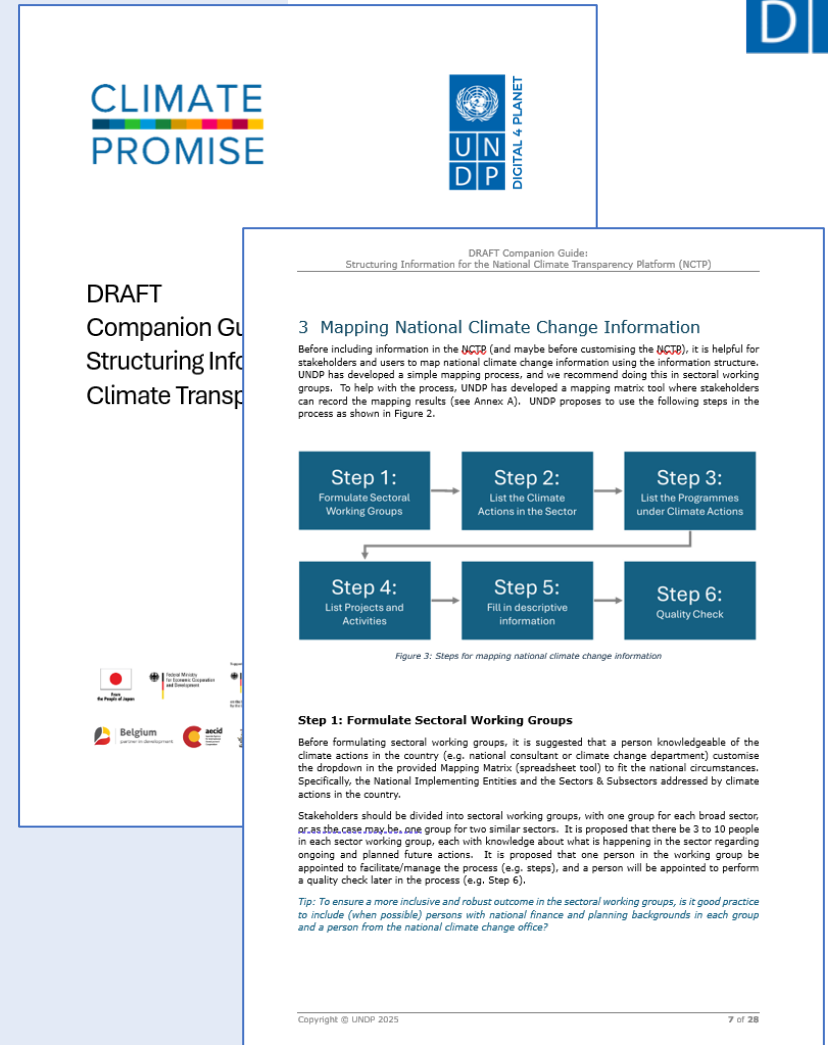 D
CLIMATE
PROMISE
UN
DP
DIGITAL 4 PLANET
DRAFT
Companion Gu
Structuring Info
Climate Transp
From
the People of Japan
Federal Ministry
for Economic Cooperation
and Development
Belgium
partner in development
aecid
DRAFT Companion Guide:
Structuring Information for the National Climate Transparency Platform (NCTP)
3 Mapping National Climate Change Information
Before including information in the NCTP (and maybe before customising the NCTP), it is helpful for
stakeholders and users to map national climate change information using the information structure.
UNDP has developed a simple mapping process, and we recommend doing this in sectoral working
groups. To help with the process, UNDP has developed a mapping matrix tool where stakeholders
can record the mapping results (see Annex A). UNDP proposes to use the following steps in the
process as shown in Figure 2.
Step 1:
Formulate Sectoral
Working Groups
Step 2:
List the Climate
Actions in the Sector
Step 3:
List the Programmes
under Climate Actions
Step 4:
List Projects and
Activities
Step 5:
Fill in descriptive
information
Step 6:
Quality Check
Figure 3: Steps for mapping national climate change information
Step 1: Formulate Sectoral Working Groups
Before formulating sectoral working groups, it is suggested that a person knowledgeable of the
climate actions in the country (e.g. national consultant or climate change department) customise
the dropdown in the provided Mapping Matrix (spreadsheet tool) to fit the national circumstances.
Specifically, the National Implementing Entities and the Sectors & Subsectors addressed by climate
actions in the country.
Stakeholders should be divided into sectoral working groups, with one group for each broad sector,
or as the case may be, one group for two similar sectors. It is proposed that there be 3 to 10 people
in each sector working group, each with knowledge about what is happening in the sector regarding
ongoing and planned future actions. It is proposed that one person in the working group be
appointed to facilitate/manage the process (e.g. steps), and a person will be appointed to perform
a quality check later in the process (e.g. Step 6).
Tip: To ensure a more inclusive and robust outcome in the sectoral working groups, is it good practice
to include (when possible) persons with national finance and planning backgrounds in each group
and a person from the national climate change office?
Copyright © UNDP 2025
7 of 28